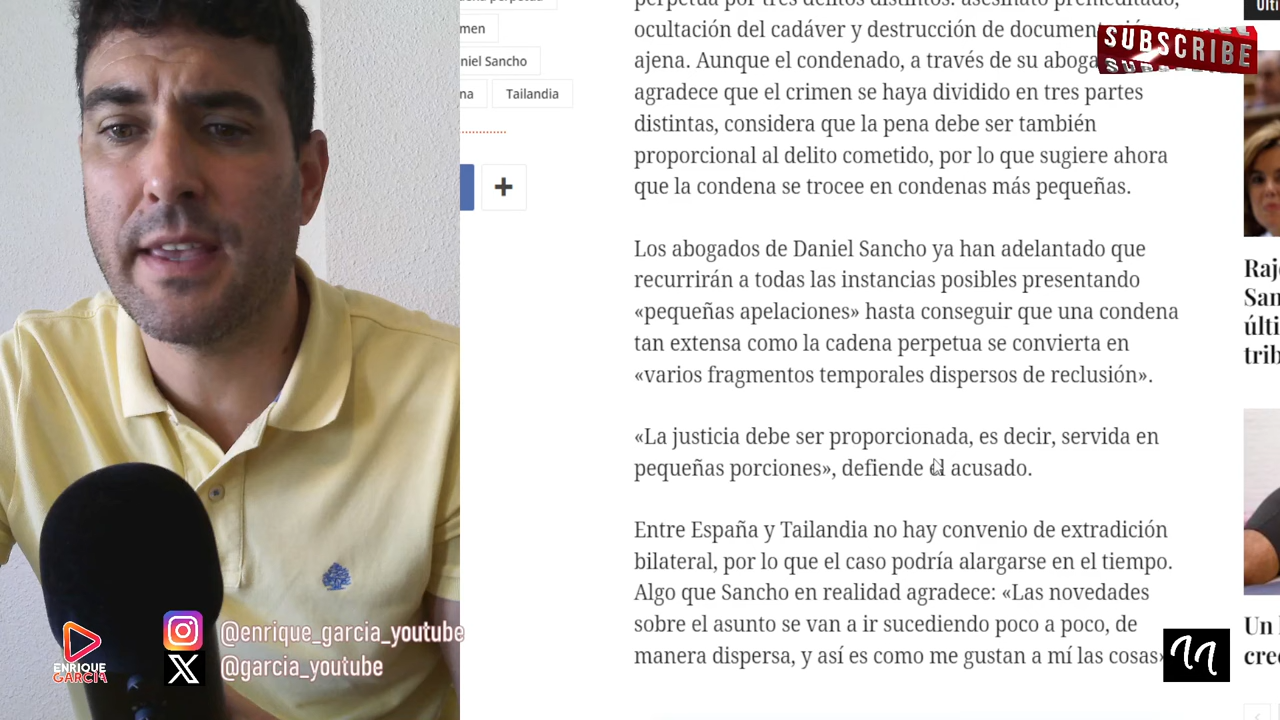 men
niel Sancho
na
Tailandia
+
ocultación del cadáver y destrucción de
ajena. Aunque el condenado, a través de su
agradece que el crimen se haya dividido en tres partes
distintas, considera que la pena debe ser también
proporcional al delito cometido, por lo que sugiere ahora
que la condena se trocee en condenas más pequeñas.
Los abogados de Daniel Sancho ya han adelantado que
recurrirán a todas las instancias posibles presentando
«pequeñas apelaciones» hasta conseguir que una condena
tan extensa como la cadena perpetua se convierta en
«varios fragmentos temporales dispersos de reclusión».
«La justicia debe ser proporcionada, es decir, servida en
pequeñas porciones», defiende el acusado.
Entre España y Tailandia no hay convenio de extradición
bilateral, por lo que el caso podría alargarse en el tiempo.
Algo que Sancho en realidad agradece: «Las novedades
sobre el asunto se van a ir sucediendo poco a poco, de
manera dispersa, y así es como me gustan a mí las cosas»
SUBSCRIBE
Raj
San
últi
trib
Un
cre
ENRIQUE
GARCIA
@enrique_garcia_youtube
@garcia_youtube